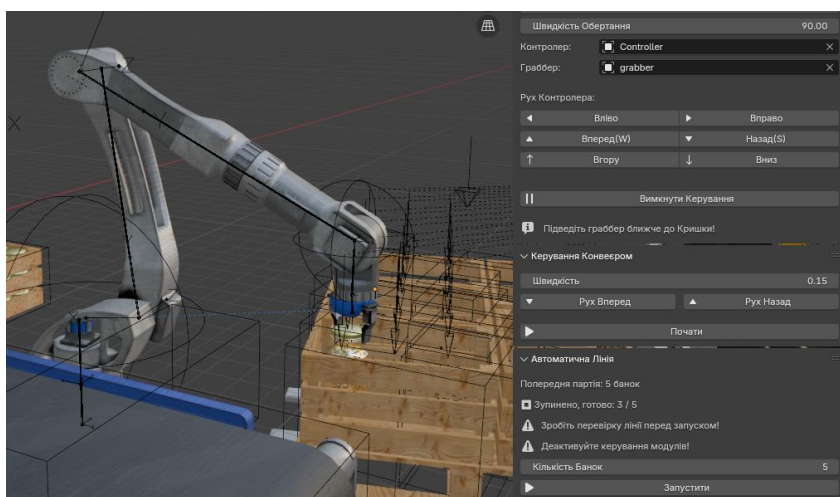 Швидкість Обертання 90.00
Контролер: Controller
Граббер: grabber
Рух Контролера:
Вліво Вправо
Вперед(W) Назад(S)
Вгору Вниз
Вимкнути Керування
Підведіть граббер ближче до Кришки!
Керування Конвеєром
Швидкість 0.15
Рух Вперед Рух Назад
Почати
Автоматична Лінія
Попередня партія: 5 банок
Зупинено, готово: 3 / 5
Зробіть перевірку лінії перед запуском!
Деактивуйте керування модулів!
Кількість Банок 5
Запустити